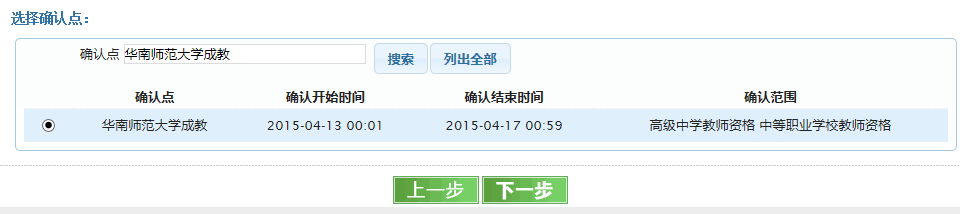 选择确认点：
确认点 华南师范大学成教 搜索 列出全部
确认点 确认开始时间 确认结束时间 确认范围
华南师范大学成教 2015-04-13 00:01 2015-04-17 00:59 高级中学教师资格 中等职业学校教师资格
上一步 下一步